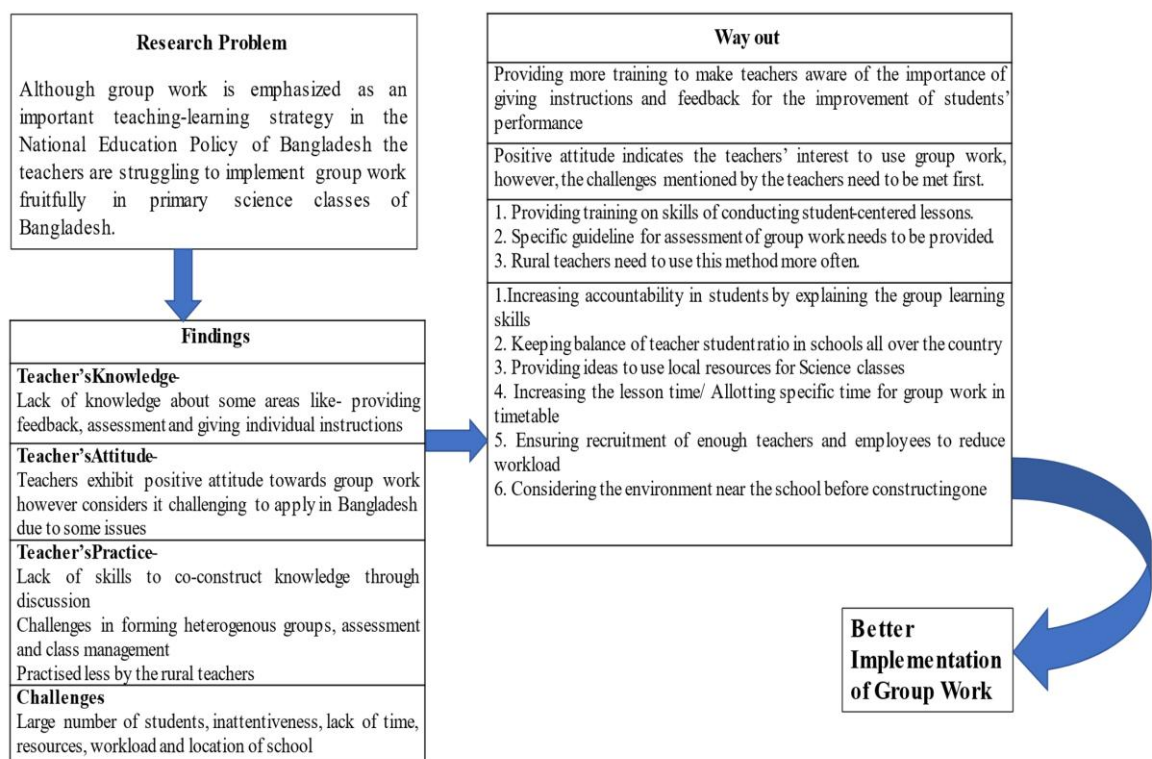 Research Problem
Although group work is emphasized as an
important teaching-learning strategy in the
National Education Policy of Bangladesh the
teachers are struggling to implement group work
fruitfully in primary science classes of
Bangladesh.
Findings
Teacher'sKnowledge-
Lack of knowledge about some areas like- providing
feedback, assessment and giving individual instructions
Teacher'sAttitude-
Teachers exhibit positive attitude towards group work
however considers it challenging to apply in Bangladesh
due to some issues
Teacher'sPractice-
Lack of skills to co-construct knowledge through
discussion
Challenges in forming heterogenous groups, assessment
and class management
Practised less by the rural teachers
Challenges
Large number of students, inattentiveness, lack of time,
resources, workload and location of school
Way out
Providing more training to make teachers aware of the importance of
giving instructions and feedback for the improvement of students'
performance
Positive attitude indicates the teachers' interest to use group work,
however, the challenges mentioned by the teachers need to be met first.
1. Providing training on skills of conducting student-centered lessons.
2. Specific guideline for assessment of group work needs to be provided.
3. Rural teachers need to use this method more often.
1.Increasing accountability in students by explaining the group learning
skills
2. Keeping balance of teacher student ratio in schools all over the country
3. Providing ideas to use local resources for Science classes
4. Increasing the lesson time/ Allotting specific time for group work in
timetable
5. Ensuring recruitment of enough teachers and employees to reduce
workload
6. Considering the environment near the school before constructing one
Better
Implementation
of Group Work